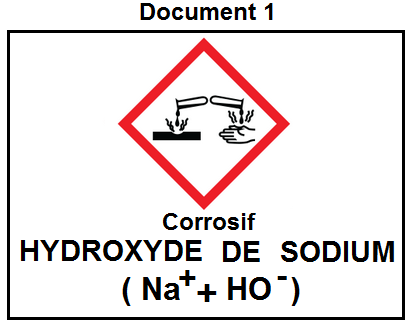 Document 1
Corrosif
HYDROXYDE DE SODIUM
( Na⁺ + HO⁻ )